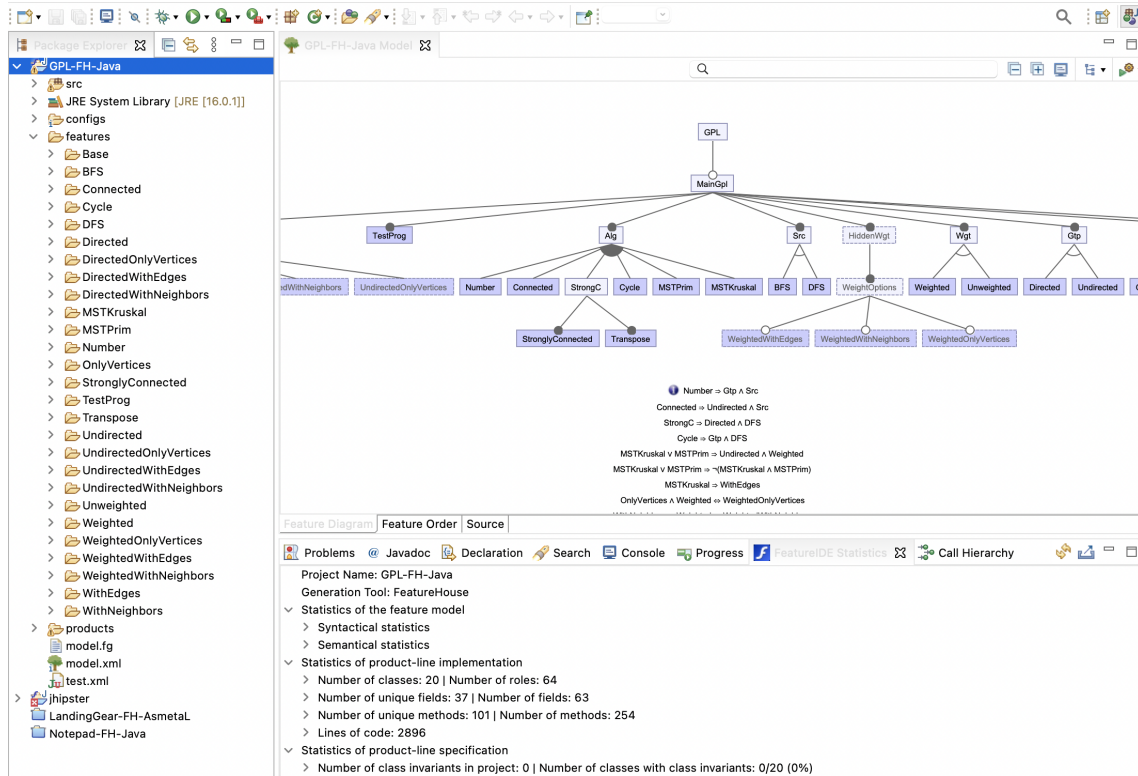 Package Explorer
GPL-FH-Java
src
JRE System Library [JRE [16.0.1]]
configs
features
Base
BFS
Connected
Cycle
DFS
Directed
DirectedOnlyVertices
DirectedWithEdges
DirectedWithNeighbors
MSTKruskal
MSTPrim
Number
OnlyVertices
StronglyConnected
TestProg
Transpose
Undirected
UndirectedOnlyVertices
UndirectedWithEdges
UndirectedWithNeighbors
Unweighted
Weighted
WeightedOnlyVertices
WeightedWithEdges
WeightedWithNeighbors
WithEdges
WithNeighbors
products
model.fg
model.xml
test.xml
jhipster
LandingGear-FH-AsmetaL
Notepad-FH-Java
GPL-FH-Java Model
GPL
MainGpl
TestProg Alg Src HiddenWgt Wgt Gtp
edWithNeighbors UndirectedOnlyVertices Number Connected StrongC Cycle MSTPrim MSTKruskal BFS DFS WeightOptions Weighted Unweighted Directed Undirected
StronglyConnected Transpose WeightedWithEdges WeightedWithNeighbors WeightedOnlyVertices
Number ⇒ Gtp ∧ Src
Connected ⇒ Undirected ∧ Src
StrongC ⇒ Directed ∧ DFS
Cycle ⇒ Gtp ∧ DFS
MSTKruskal ∨ MSTPrim ⇒ Undirected ∧ Weighted
MSTKruskal ∨ MSTPrim ⇒ ¬(MSTKruskal ∧ MSTPrim)
MSTKruskal ⇒ WithEdges
OnlyVertices ∧ Weighted ⇔ WeightedOnlyVertices
Feature Diagram Feature Order Source
Problems @ Javadoc Declaration Search Console Progress FeatureIDE Statistics Call Hierarchy
Project Name: GPL-FH-Java
Generation Tool: FeatureHouse
Statistics of the feature model
Syntactical statistics
Semantical statistics
Statistics of product-line implementation
Number of classes: 20 | Number of roles: 64
Number of unique fields: 37 | Number of fields: 63
Number of unique methods: 101 | Number of methods: 254
Lines of code: 2896
Statistics of product-line specification
Number of class invariants in project: 0 | Number of classes with class invariants: 0/20 (0%)